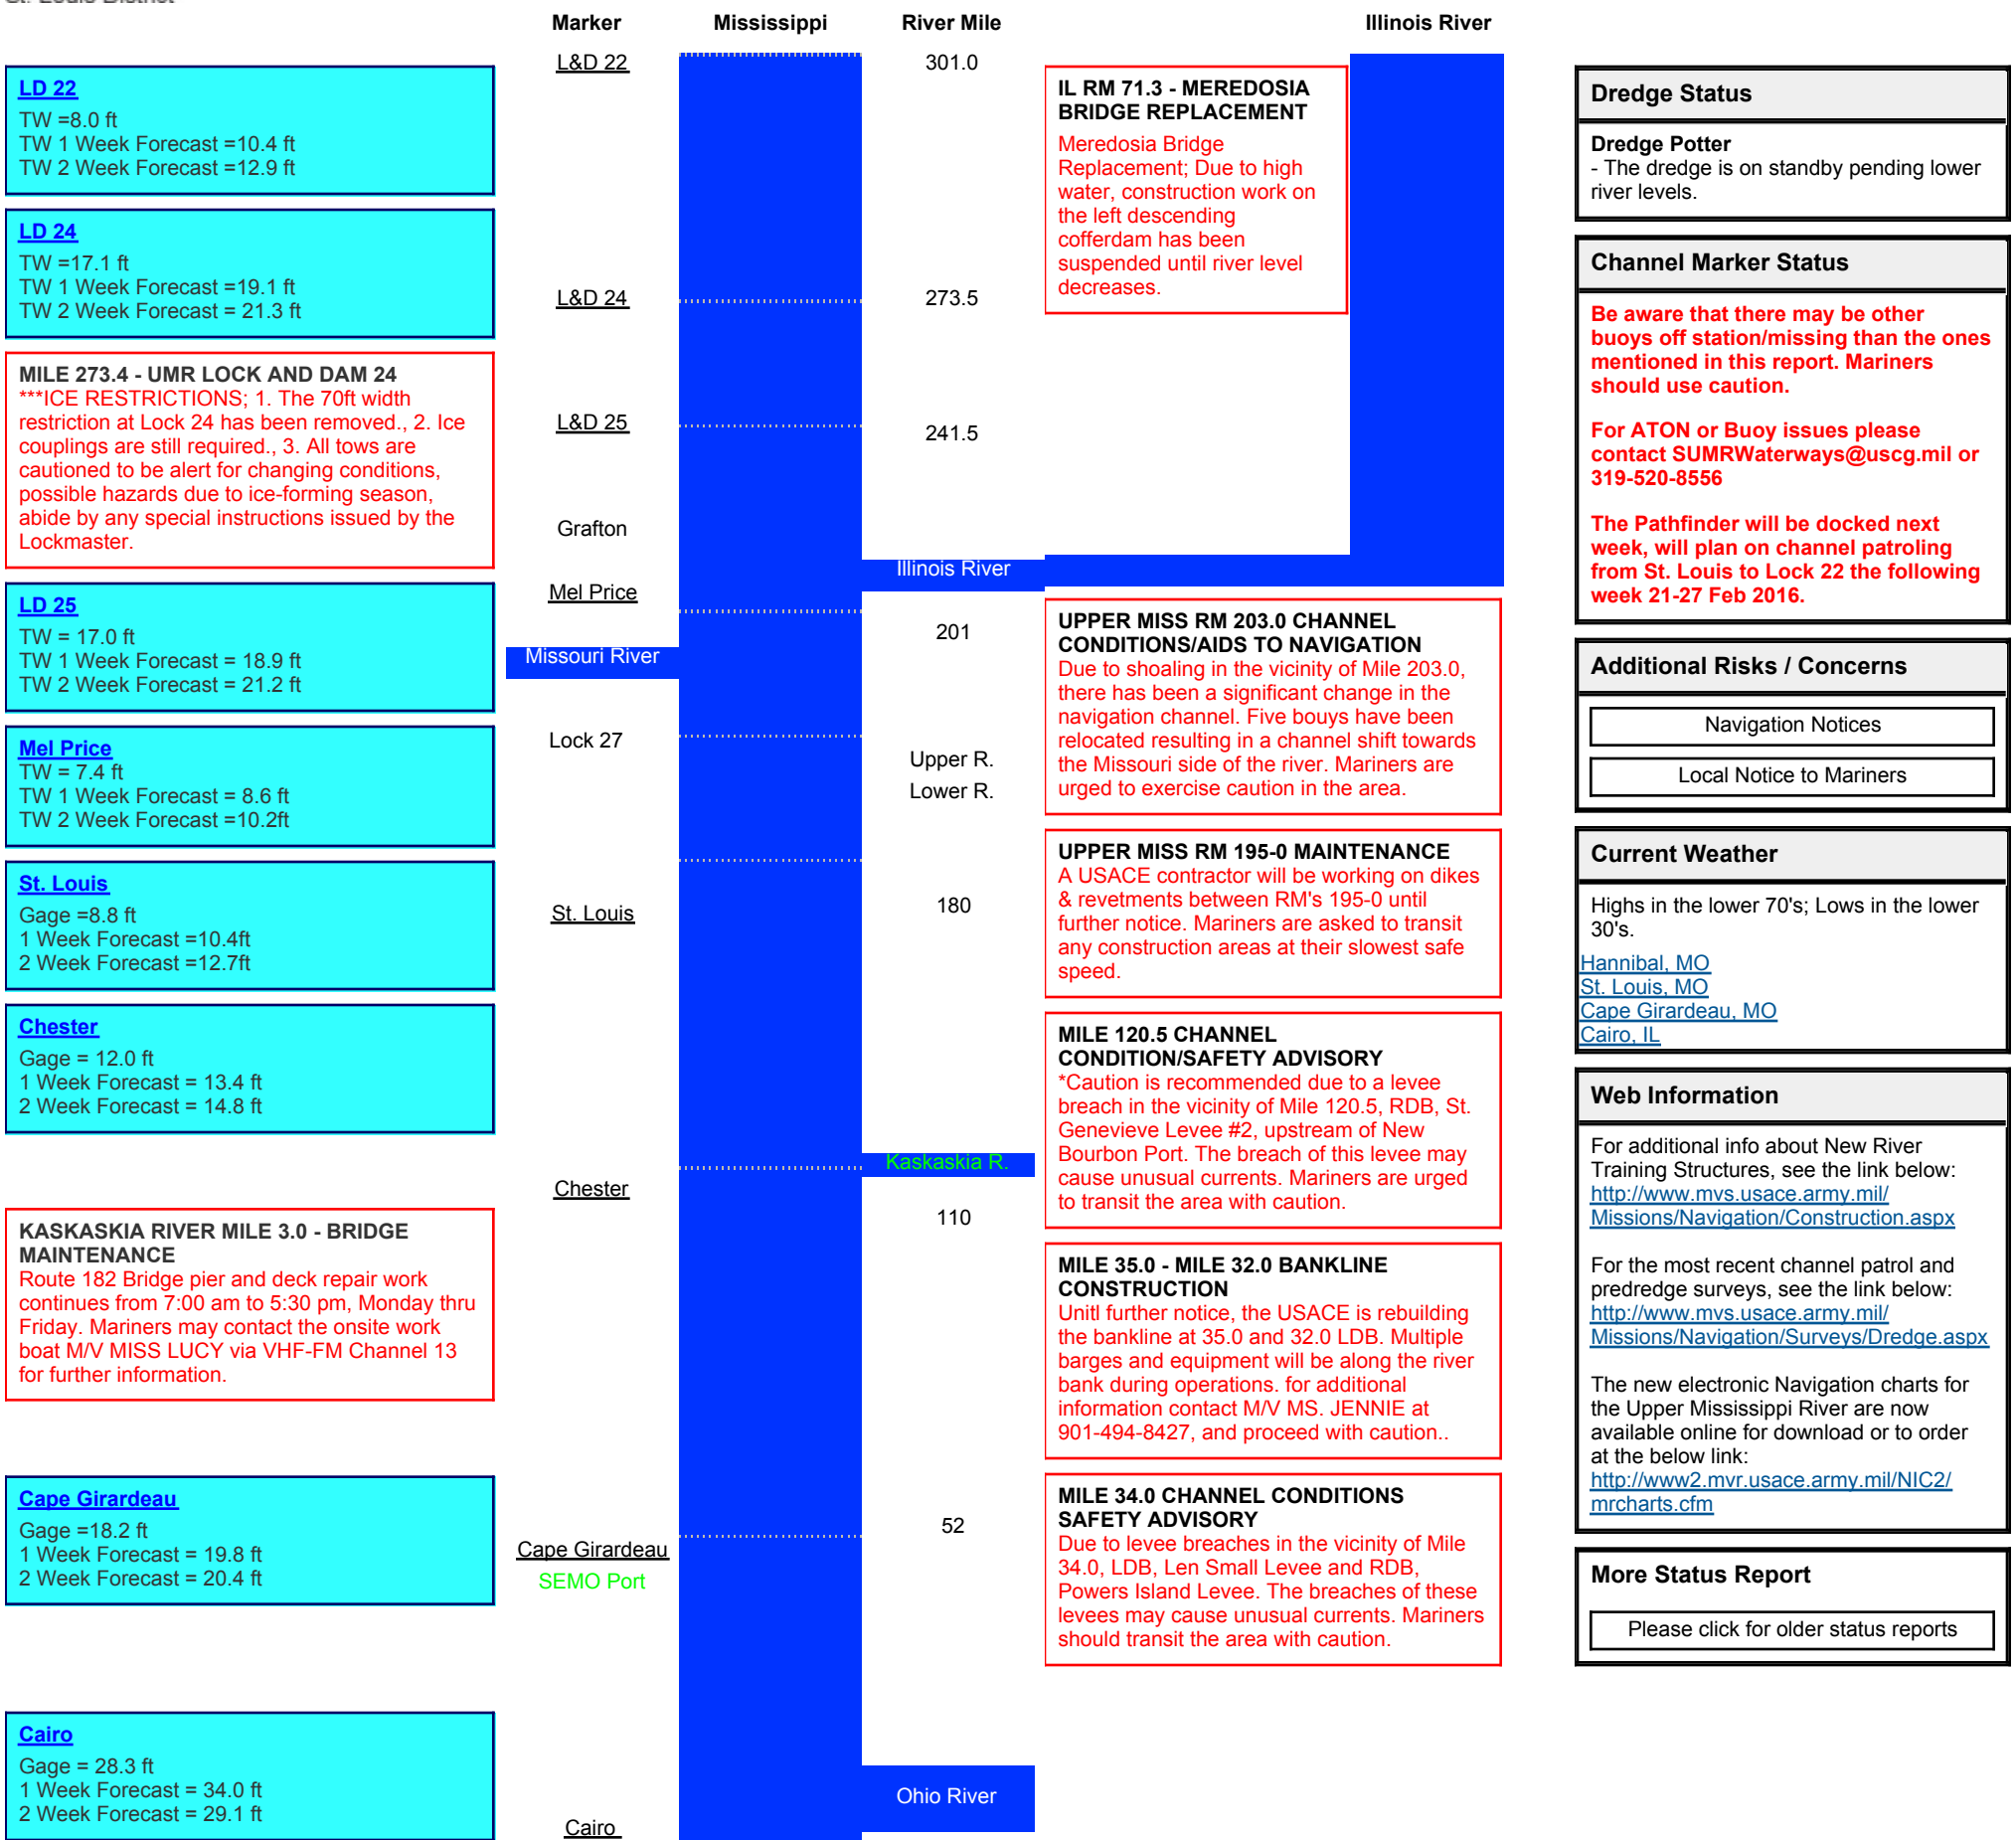 St. Louis District
Marker
Mississippi
River Mile
Illinois River
LD 22
TW =8.0 ft
TW 1 Week Forecast =10.4 ft
TW 2 Week Forecast =12.9 ft
LD 24
TW =17.1 ft
TW 1 Week Forecast =19.1 ft
TW 2 Week Forecast = 21.3 ft
MILE 273.4 - UMR LOCK AND DAM 24
***ICE RESTRICTIONS; 1. The 70ft width
restriction at Lock 24 has been removed., 2. Ice
couplings are still required., 3. All tows are
cautioned to be alert for changing conditions,
possible hazards due to ice-forming season,
abide by any special instructions issued by the
Lockmaster.
LD 25
TW = 17.0 ft
TW 1 Week Forecast = 18.9 ft
TW 2 Week Forecast = 21.2 ft
Mel Price
TW = 7.4 ft
TW 1 Week Forecast = 8.6 ft
TW 2 Week Forecast =10.2ft
St. Louis
Gage =8.8 ft
1 Week Forecast =10.4ft
2 Week Forecast =12.7ft
Chester
Gage = 12.0 ft
1 Week Forecast = 13.4 ft
2 Week Forecast = 14.8 ft
KASKASKIA RIVER MILE 3.0 - BRIDGE
MAINTENANCE
Route 182 Bridge pier and deck repair work
continues from 7:00 am to 5:30 pm, Monday thru
Friday. Mariners may contact the onsite work
boat M/V MISS LUCY via VHF-FM Channel 13
for further information.
Cape Girardeau
Gage =18.2 ft
1 Week Forecast = 19.8 ft
2 Week Forecast = 20.4 ft
Cairo
Gage = 28.3 ft
1 Week Forecast = 34.0 ft
2 Week Forecast = 29.1 ft
L&D 22
L&D 24
L&D 25
Grafton
Mel Price
Missouri River
Lock 27
St. Louis
Chester
Cape Girardeau
SEMO Port
Cairo
301.0
273.5
241.5
Illinois River
201
Upper R.
Lower R.
180
Kaskaskia R.
110
52
Ohio River
IL RM 71.3 - MEREDOSIA
BRIDGE REPLACEMENT
Meredosia Bridge
Replacement; Due to high
water, construction work on
the left descending
cofferdam has been
suspended until river level
decreases.
UPPER MISS RM 203.0 CHANNEL
CONDITIONS/AIDS TO NAVIGATION
Due to shoaling in the vicinity of Mile 203.0,
there has been a significant change in the
navigation channel. Five bouys have been
relocated resulting in a channel shift towards
the Missouri side of the river. Mariners are
urged to exercise caution in the area.
UPPER MISS RM 195-0 MAINTENANCE
A USACE contractor will be working on dikes
& revetments between RM's 195-0 until
further notice. Mariners are asked to transit
any construction areas at their slowest safe
speed.
MILE 120.5 CHANNEL
CONDITION/SAFETY ADVISORY
*Caution is recommended due to a levee
breach in the vicinity of Mile 120.5, RDB, St.
Genevieve Levee #2, upstream of New
Bourbon Port. The breach of this levee may
cause unusual currents. Mariners are urged
to transit the area with caution.
MILE 35.0 - MILE 32.0 BANKLINE
CONSTRUCTION
Unitl further notice, the USACE is rebuilding
the bankline at 35.0 and 32.0 LDB. Multiple
barges and equipment will be along the river
bank during operations. for additional
information contact M/V MS. JENNIE at
901-494-8427, and proceed with caution..
MILE 34.0 CHANNEL CONDITIONS
SAFETY ADVISORY
Due to levee breaches in the vicinity of Mile
34.0, LDB, Len Small Levee and RDB,
Powers Island Levee. The breaches of these
levees may cause unusual currents. Mariners
should transit the area with caution.
Dredge Status
Dredge Potter
- The dredge is on standby pending lower
river levels.
Channel Marker Status
Be aware that there may be other
buoys off station/missing than the ones
mentioned in this report. Mariners
should use caution.
For ATON or Buoy issues please
contact SUMRWaterways@uscg.mil or
319-520-8556
The Pathfinder will be docked next
week, will plan on channel patroling
from St. Louis to Lock 22 the following
week 21-27 Feb 2016.
Additional Risks / Concerns
Navigation Notices
Local Notice to Mariners
Current Weather
Highs in the lower 70's; Lows in the lower
30's.
Hannibal, MO
St. Louis, MO
Cape Girardeau, MO
Cairo, IL
Web Information
For additional info about New River
Training Structures, see the link below:
http://www.mvs.usace.army.mil/
Missions/Navigation/Construction.aspx
For the most recent channel patrol and
predredge surveys, see the link below:
http://www.mvs.usace.army.mil/
Missions/Navigation/Surveys/Dredge.aspx
The new electronic Navigation charts for
the Upper Mississippi River are now
available online for download or to order
at the below link:
http://www2.mvr.usace.army.mil/NIC2/
mrcharts.cfm
More Status Report
Please click for older status reports